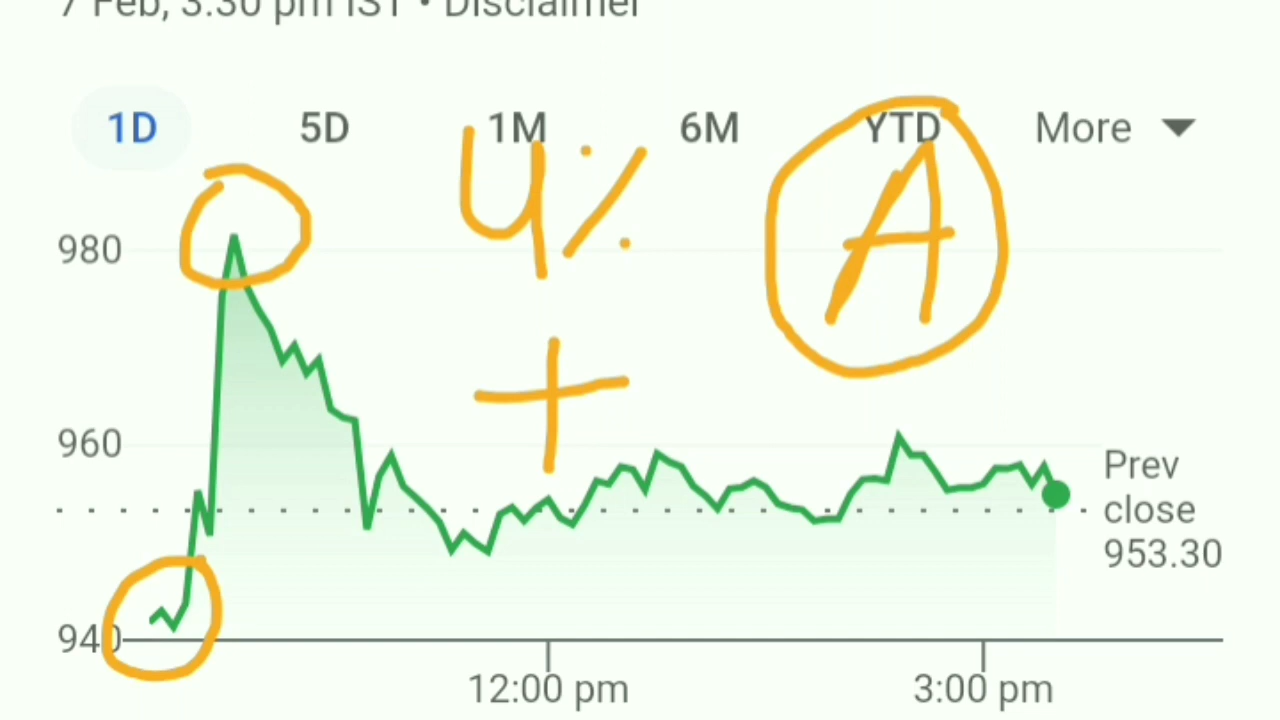 7 Feb, 3:30 pm IST • Disclaimer
1D 5D 1M 6M YTD More
4% A
980
+
960
Prev
close
953.30
940
12:00 pm 3:00 pm